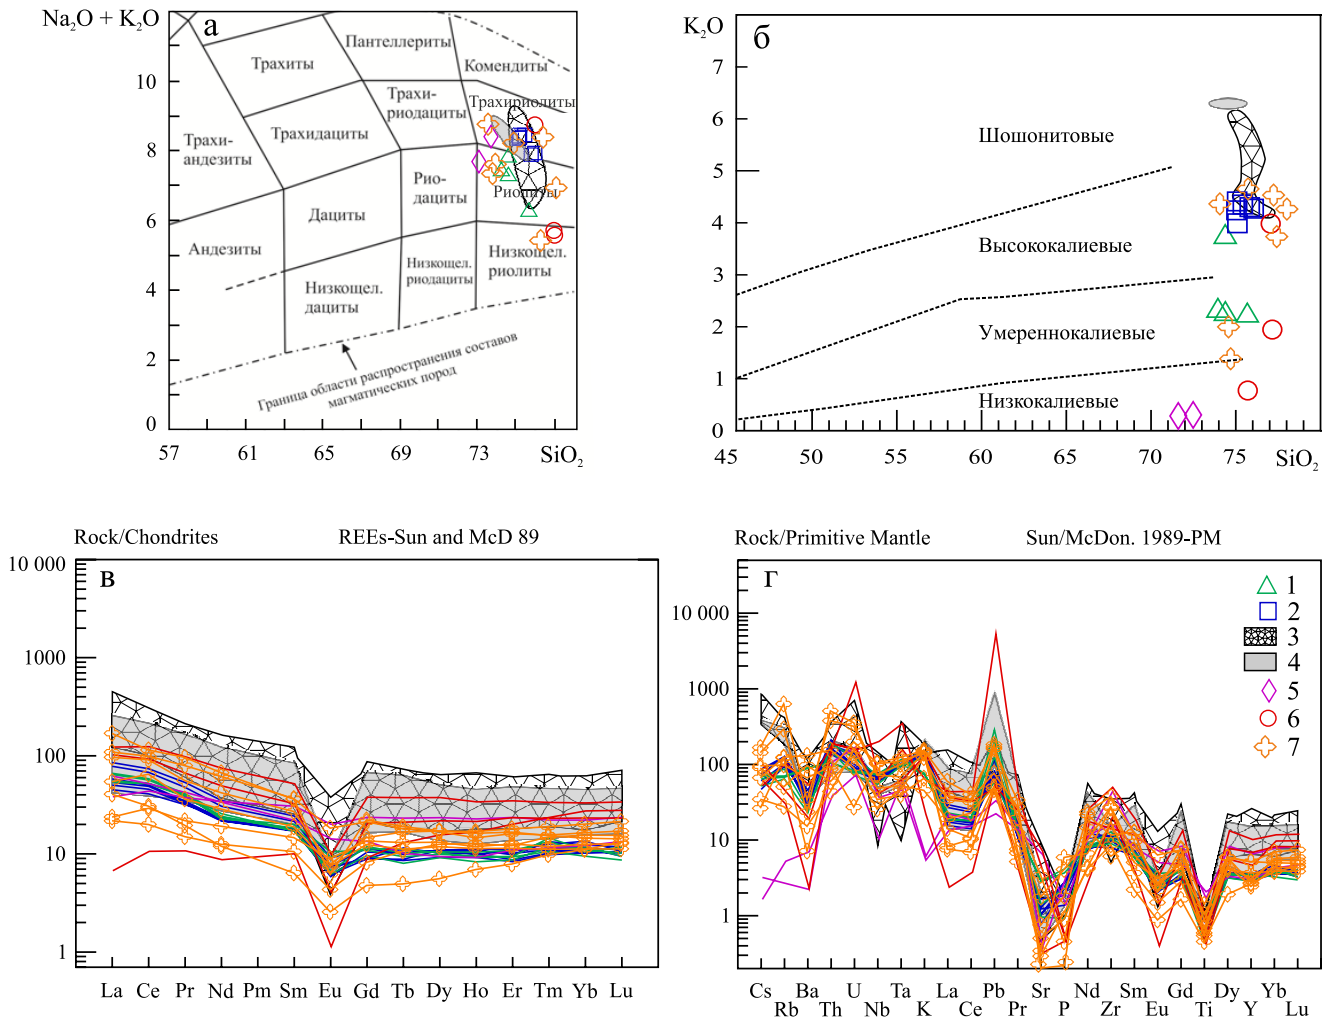 Na₂O + K₂O
а
10
8
6
4
2
0
57
61
65
69
73
SiO₂
Пантеллериты
Трахиты
Комендиты
Трахи-
риодациты
Трахириолиты
Трахидациты
Трахи-
андезиты
Рио-
дациты
Риолиты
Дациты
Андезиты
Низкощел.
риодациты
Низкощел.
риолиты
Низкощел.
дациты
Граница области распространения составов
магматических пород
K₂O
б
7
6
5
4
3
2
1
0
45
50
55
60
65
70
75
SiO₂
Шошонитовые
Высококалиевые
Умереннокалиевые
Низкокалиевые
Rock/Chondrites
REEs-Sun and McD 89
в
10 000
1000
100
10
1
La Ce Pr Nd Pm Sm Eu Gd Tb Dy Ho Er Tm Yb Lu
Rock/Primitive Mantle
Sun/McDon. 1989-PM
г
10 000
1000
100
10
1
1
2
3
4
5
6
7
Cs Ba U Ta La Pb Sr Nd Sm Gd Dy Yb
Rb Th Nb K Ce Pr P Zr Eu Ti Y Lu